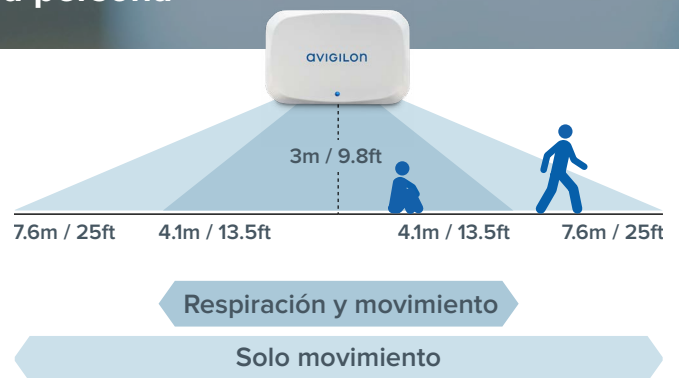 persona
avigilon
3m / 9.8ft
7.6m / 25ft 4.1m / 13.5ft 4.1m / 13.5ft 7.6m / 25ft
Respiración y movimiento
Solo movimiento